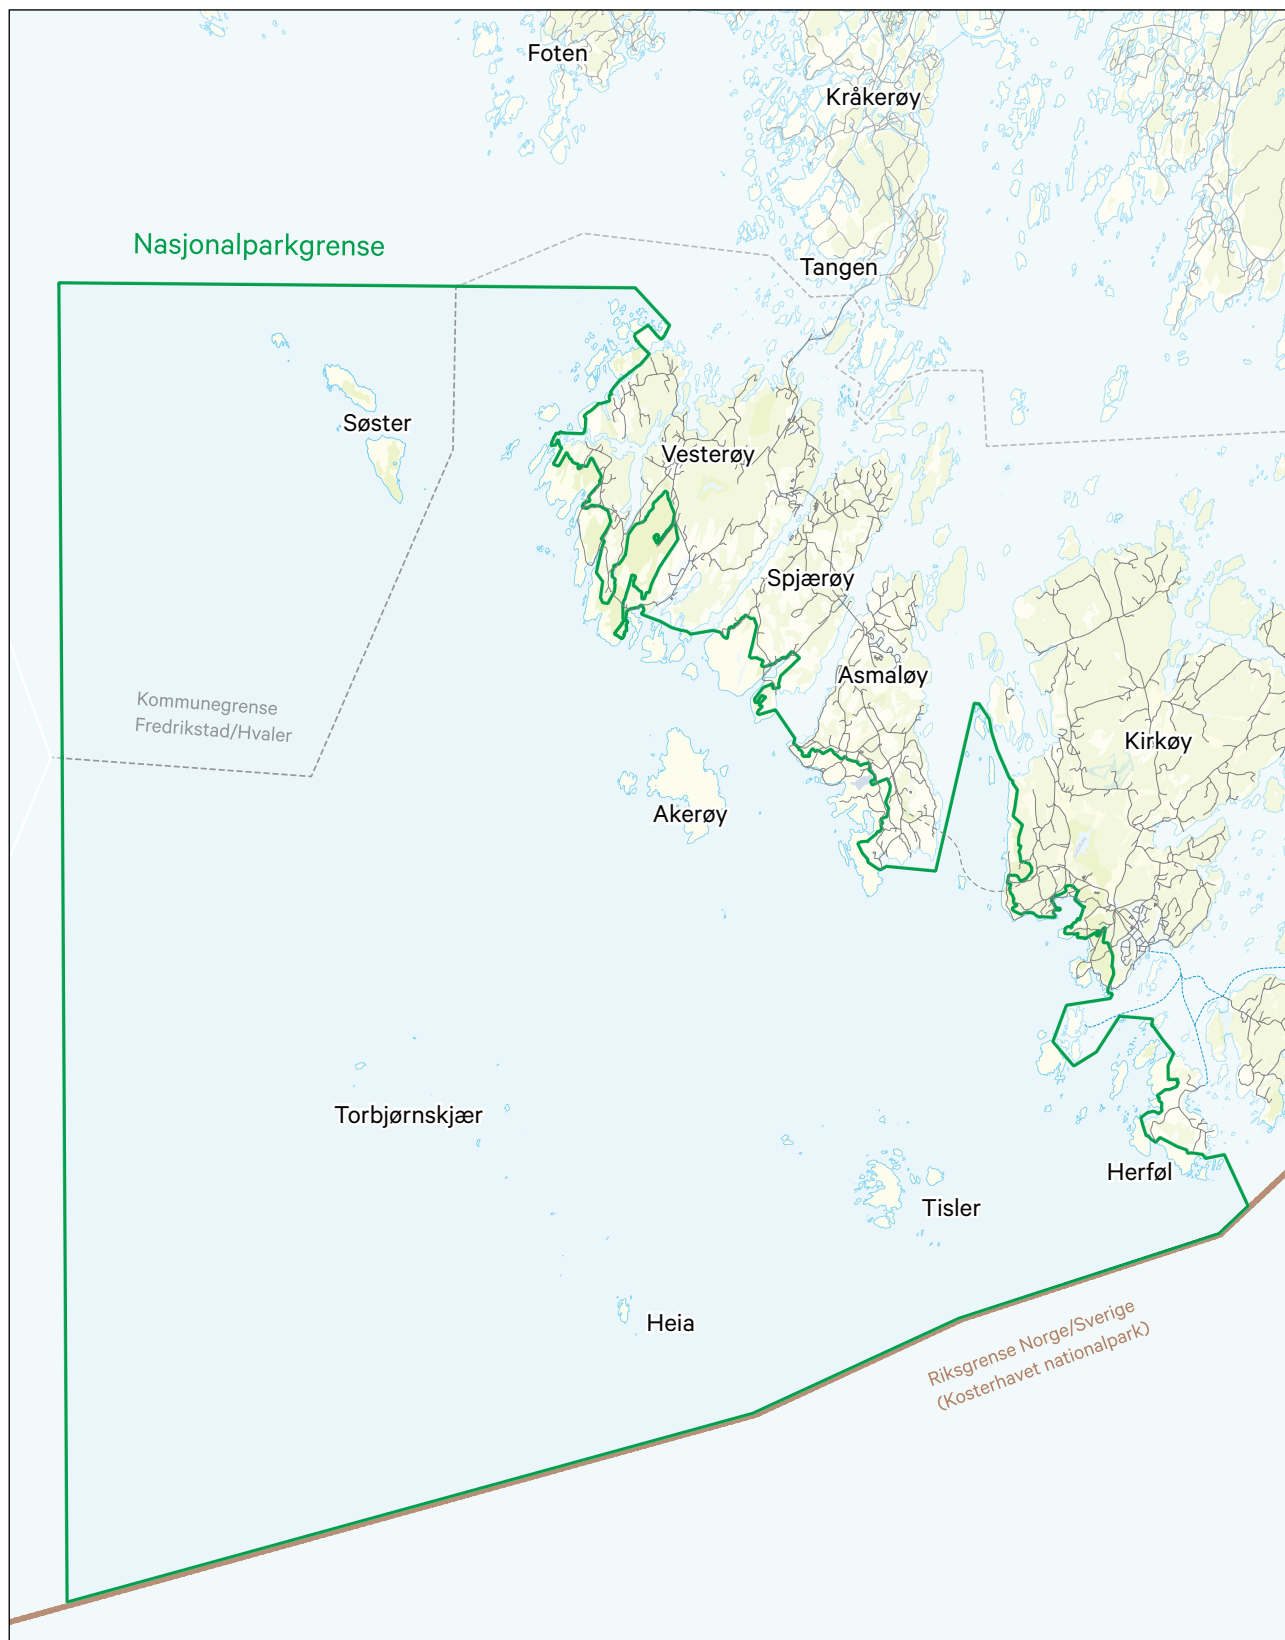 Foten
Kråkerøy
Nasjonalparkgrense
Tangen
Søster
Vesterøy
Spjærøy
Asmaløy
Kommunegrense
Fredrikstad/Hvaler
Kirkøy
Akerøy
Torbjørnskjær
Herføl
Tisler
Heia
Riksgrense Norge/Sverige
(Kosterhavet nationalpark)